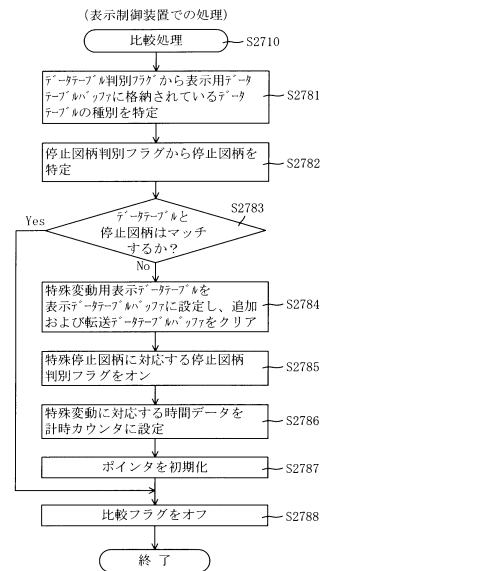 (表示制御装置での処理)
比較処理
S2710
ﾃﾞｰﾀﾃｰﾌﾞﾙ判別ﾌﾗｸﾞから表示用ﾃﾞｰﾀ
ﾃｰﾌﾞﾙﾊﾞｯﾌｧに格納されているﾃﾞｰﾀ
ﾃｰﾌﾞﾙの種別を特定
S2781
停止図柄判別フラグから停止図柄を
特定
S2782
S2783
ﾃﾞｰﾀﾃｰﾌﾞﾙと
停止図柄はマッチ
するか？
Yes
No
特殊変動用表示ﾃﾞｰﾀﾃｰﾌﾞﾙを
表示ﾃﾞｰﾀﾃｰﾌﾞﾙﾊﾞｯﾌｧに設定し、追加
および転送ﾃﾞｰﾀﾃｰﾌﾞﾙﾊﾞｯﾌｧをクリア
S2784
特殊停止図柄に対応する停止図柄
判別フラグをオン
S2785
特殊変動に対応する時間データを
計時カウンタに設定
S2786
ポインタを初期化
S2787
比較フラグをオフ
S2788
終 了